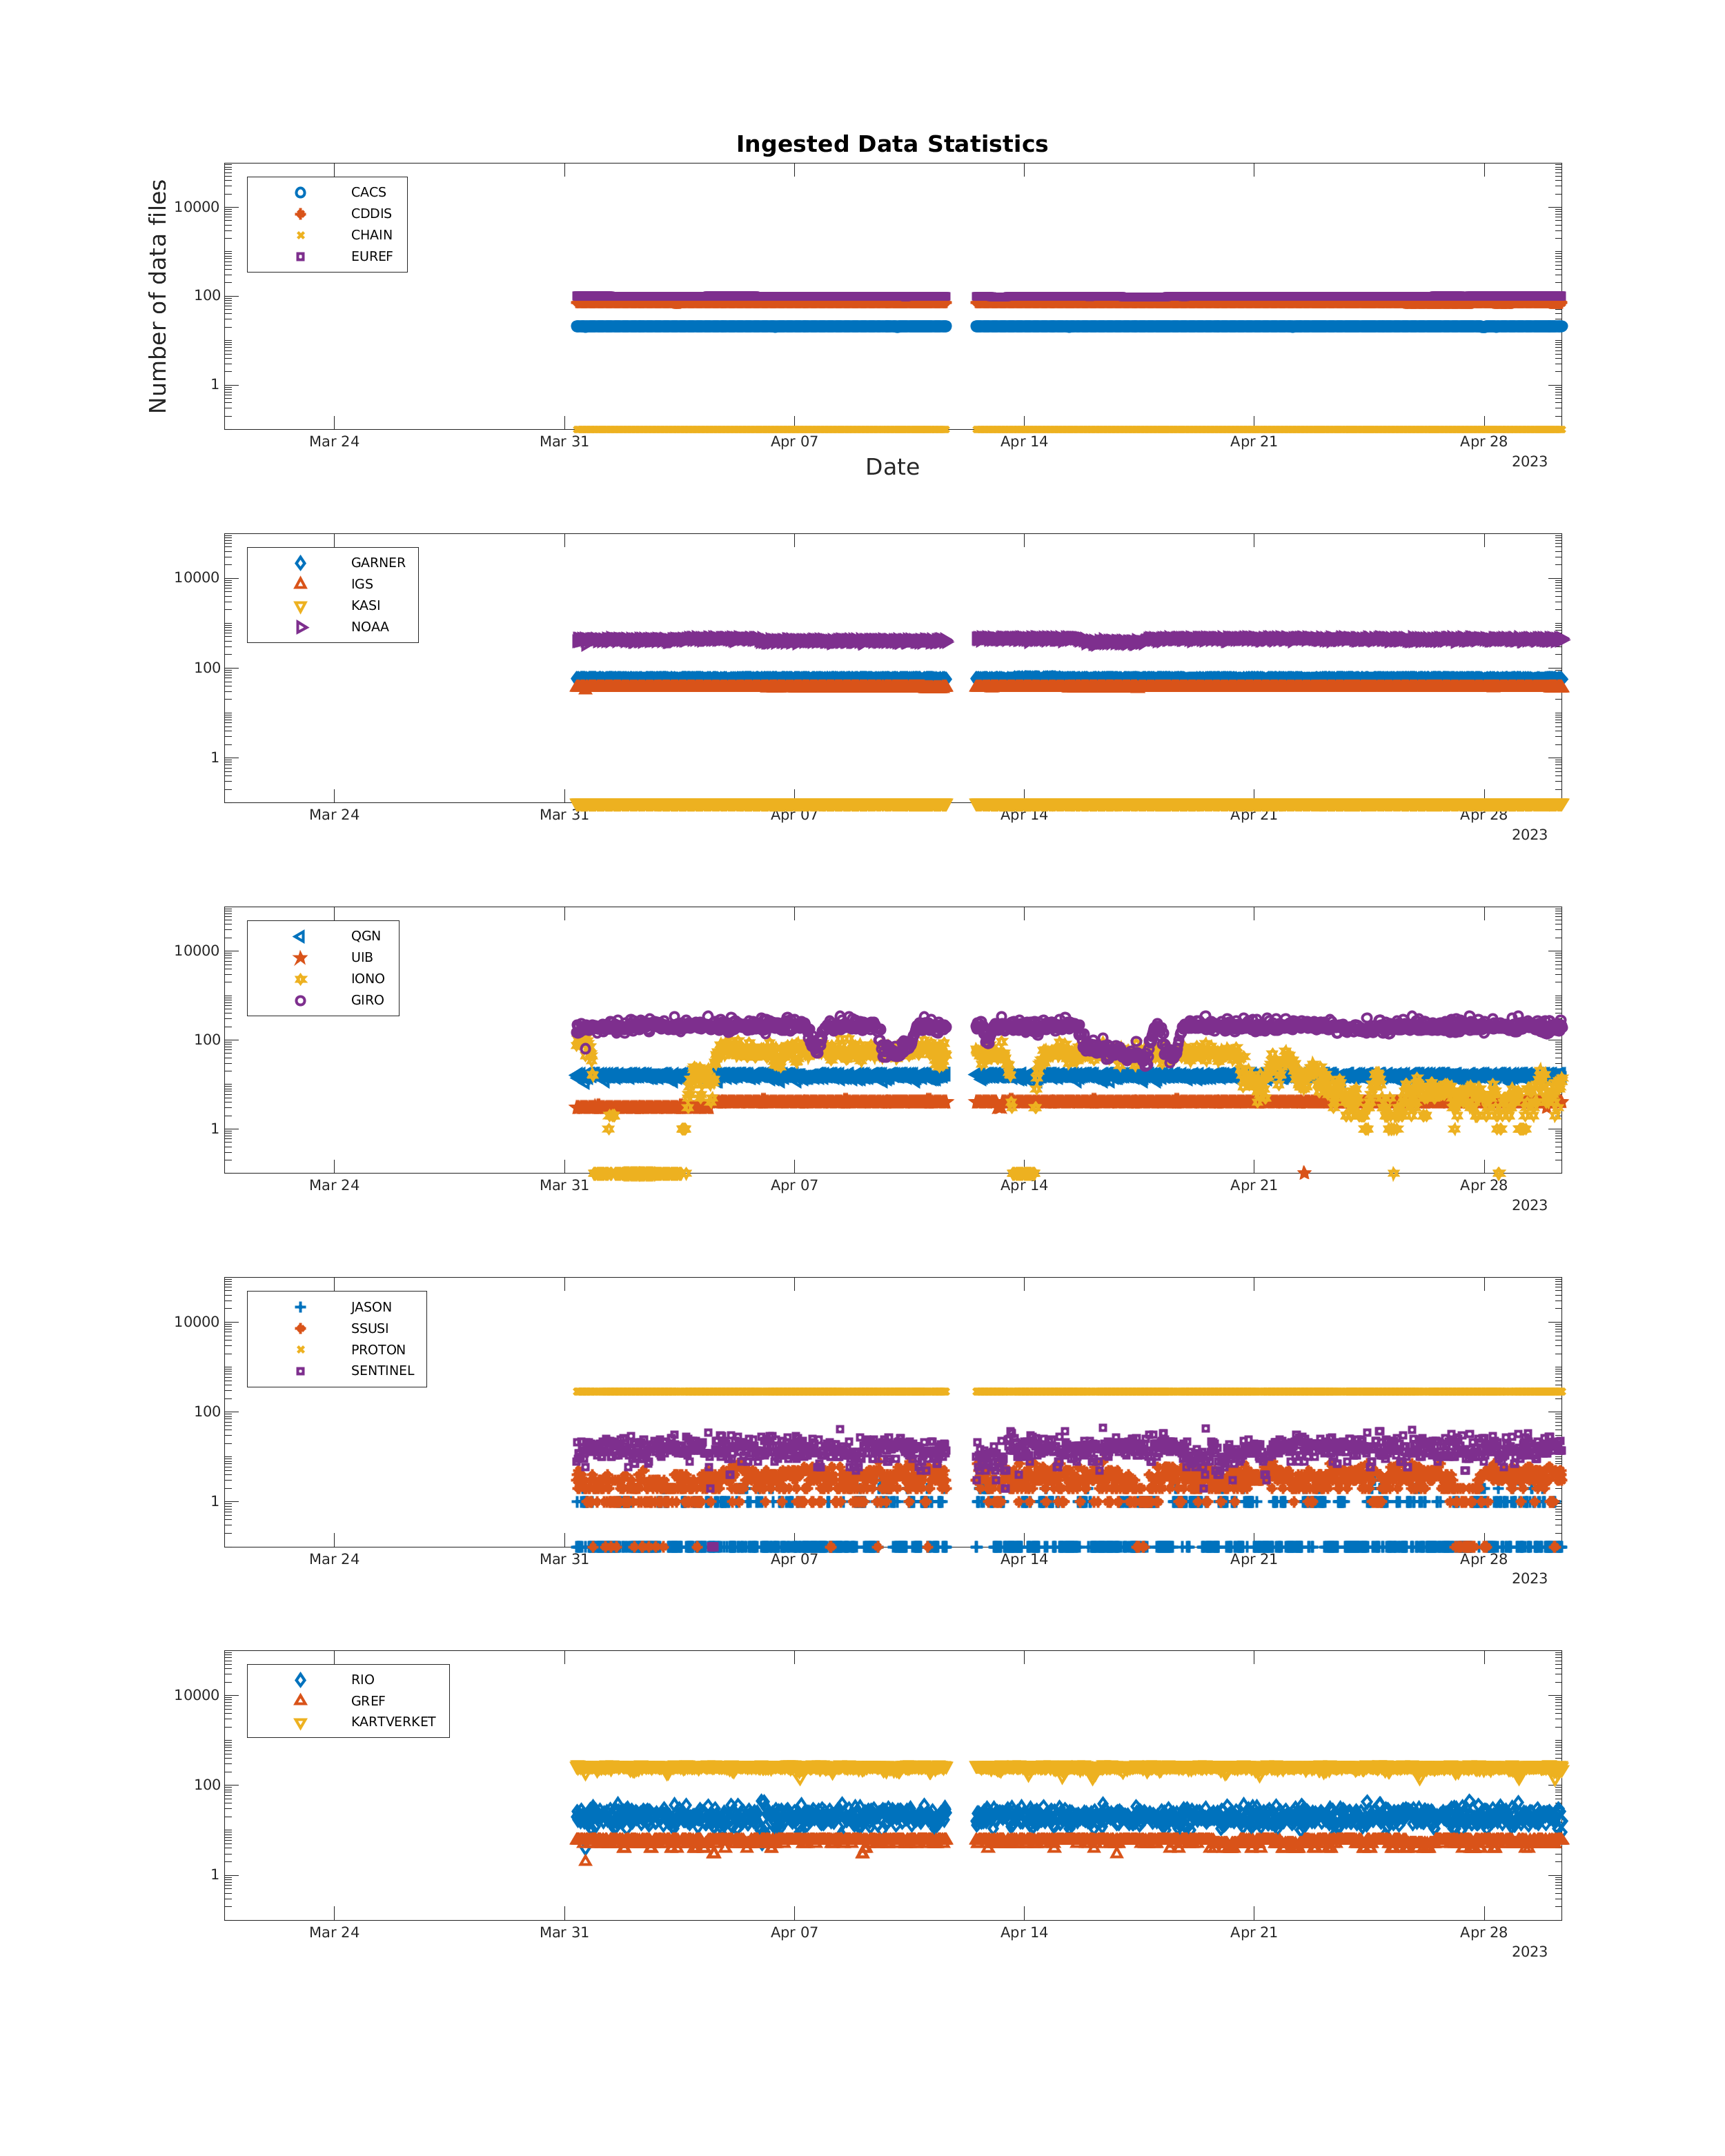 Ingested Data Statistics
Number of data files
10000
100
1
CACS
CDDIS
CHAIN
EUREF
Mar 24 Mar 31 Apr 07 Apr 14 Apr 21 Apr 28
2023
Date
10000
100
1
GARNER
IGS
KASI
NOAA
Mar 24 Mar 31 Apr 07 Apr 14 Apr 21 Apr 28
2023
10000
100
1
QGN
UIB
IONO
GIRO
Mar 24 Mar 31 Apr 07 Apr 14 Apr 21 Apr 28
2023
10000
100
1
JASON
SSUSI
PROTON
SENTINEL
Mar 24 Mar 31 Apr 07 Apr 14 Apr 21 Apr 28
2023
10000
100
1
RIO
GREF
KARTVERKET
Mar 24 Mar 31 Apr 07 Apr 14 Apr 21 Apr 28
2023